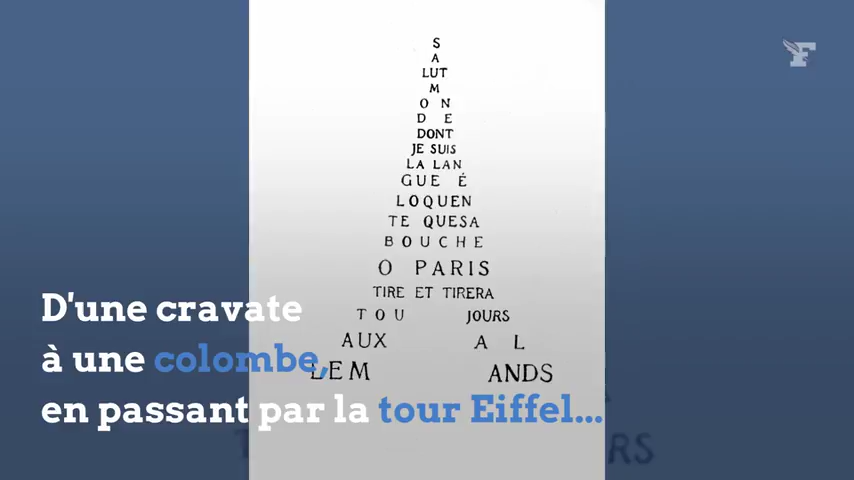 S
A
LUT
M
O N
D E
DONT
JE SUIS
LA LAN
GUE É
LOQUEN
TE QUESA
BOUCHE
O PARIS
TIRE ET TIRERA
TOU JOURS
AUX AL
LEM ANDS
D'une cravate
à une colombe,
en passant par la tour Eiffel...
F